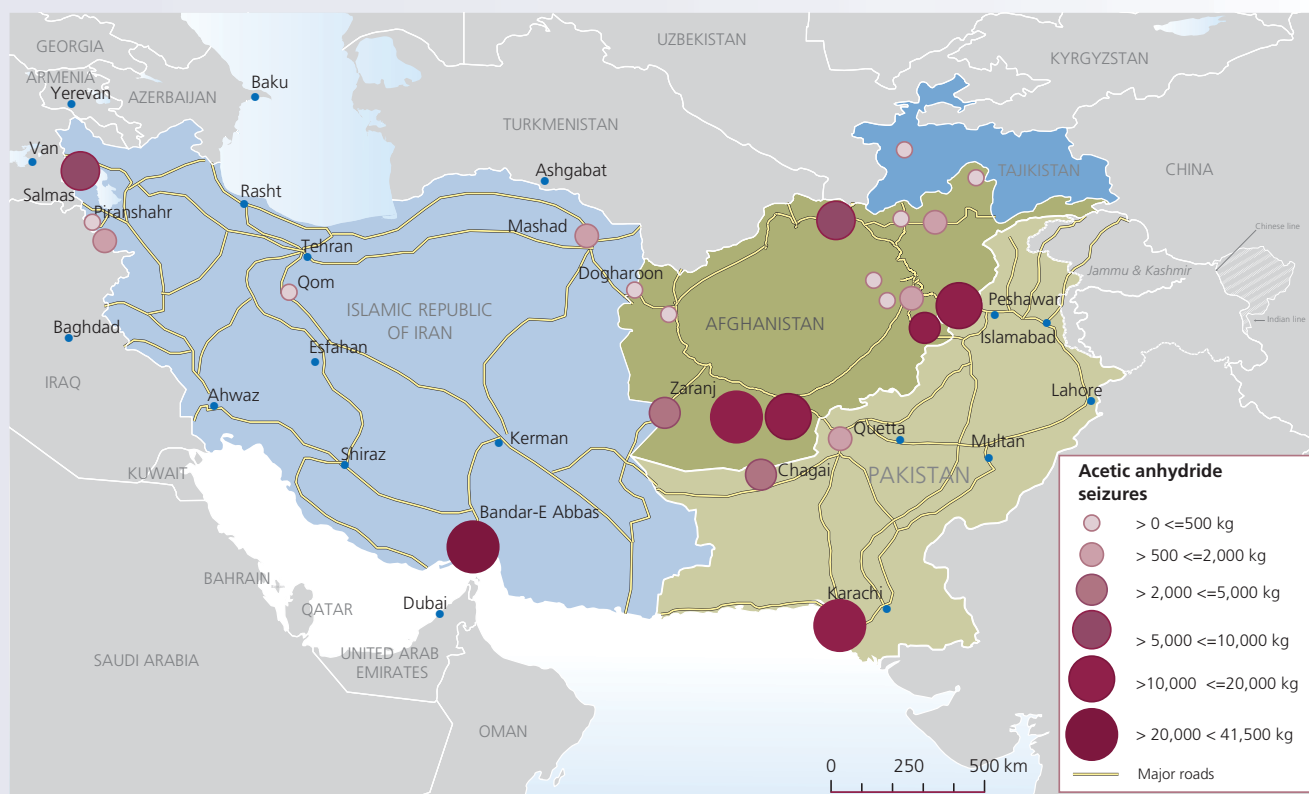 GEORGIA
UZBEKISTAN
KYRGYZSTAN
ARMENIA
Yerevan
AZERBAIJAN
Baku
TURKMENISTAN
Van
Ashgabat
TAJIKISTAN
CHINA
Salmas
Rasht
Piranshahr
Mashad
Chinese line
Tehran
Dogharoon
Jammu & Kashmir
Qom
ISLAMIC REPUBLIC
OF IRAN
Peshawar
AFGHANISTAN
Indian line
Baghdad
Islamabad
Esfahan
IRAQ
Zaranj
Lahore
Ahwaz
Quetta
Kerman
Multan
Shiraz
KUWAIT
Chagai
PAKISTAN
Bandar-E Abbas
BAHRAIN
Karachi
Dubai
QATAR
SAUDI ARABIA
UNITED ARAB
EMIRATES
OMAN
Acetic anhydride
seizures
> 0 <=500 kg
> 500 <=2,000 kg
> 2,000 <=5,000 kg
> 5,000 <=10,000 kg
>10,000 <=20,000 kg
> 20,000 < 41,500 kg
Major roads
0 250 500 km